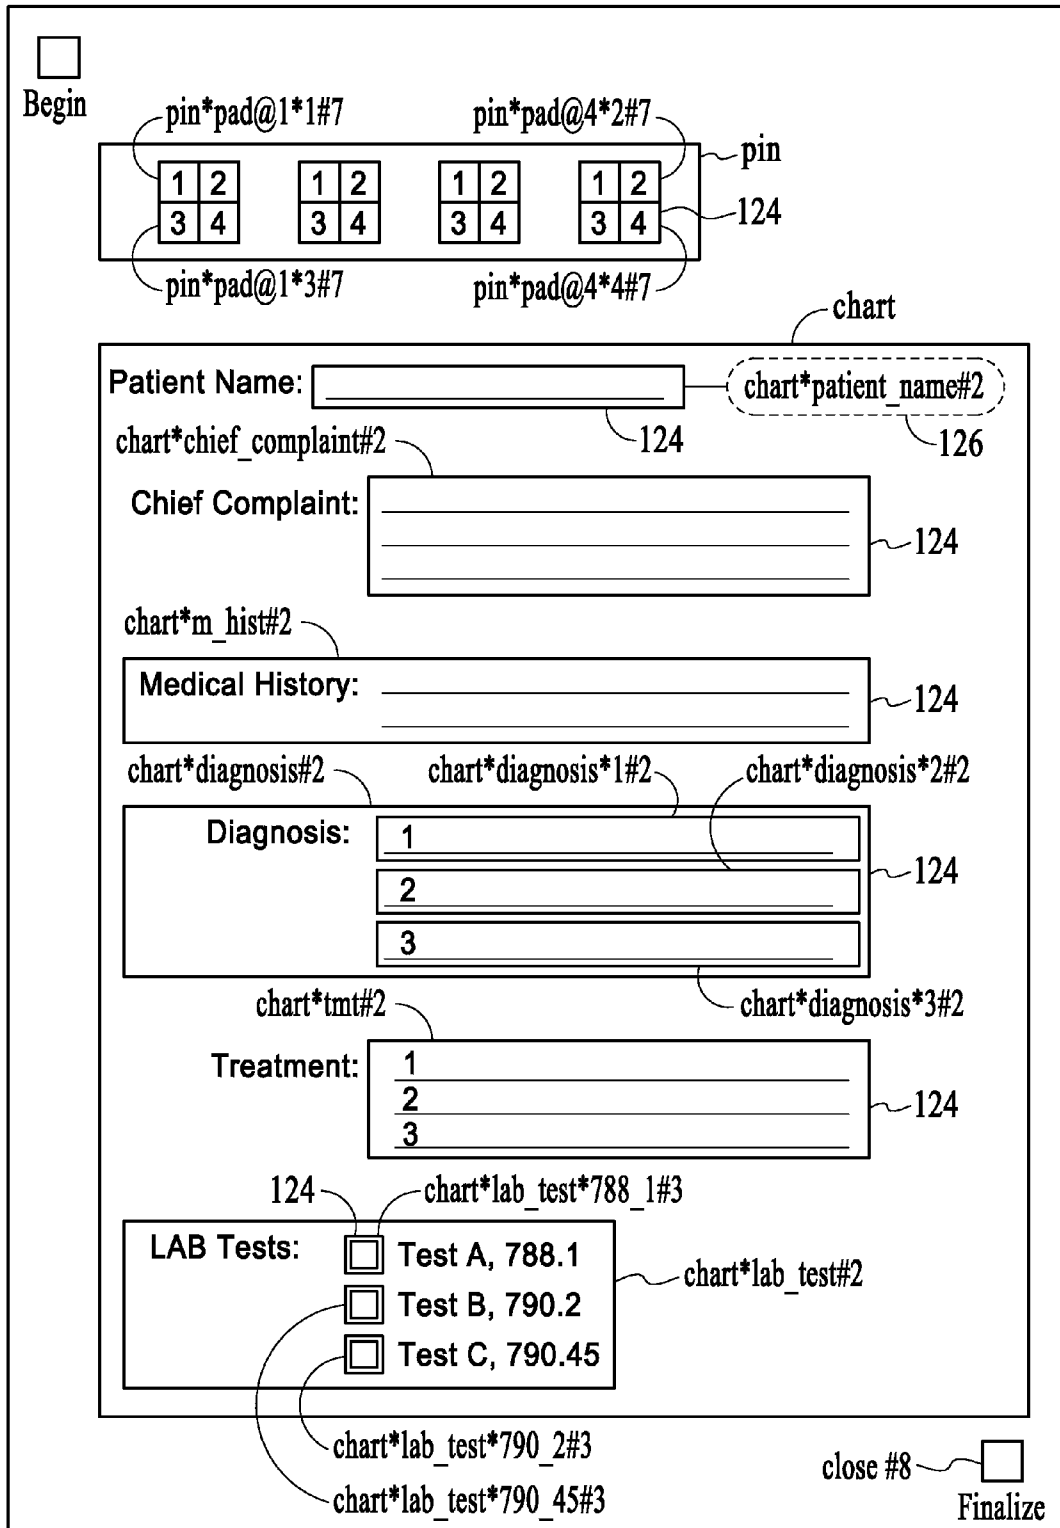 Begin
pin*pad@1*1#7 pin*pad@4*2#7
pin
1 2 1 2 1 2 1 2
3 4 3 4 3 4 3 4
124
pin*pad@1*3#7 pin*pad@4*4#7
chart
Patient Name: chart*patient_name#2
124 126
chart*chief_complaint#2
Chief Complaint:
124
chart*m_hist#2
Medical History:
124
chart*diagnosis#2 chart*diagnosis*1#2 chart*diagnosis*2#2
Diagnosis: 1
2
124
3
chart*tmt#2 chart*diagnosis*3#2
Treatment: 1
2
124
3
124 chart*lab_test*788_1#3
LAB Tests: Test A, 788.1
chart*lab_test#2
Test B, 790.2
Test C, 790.45
chart*lab_test*790_2#3
close #8
chart*lab_test*790_45#3
Finalize